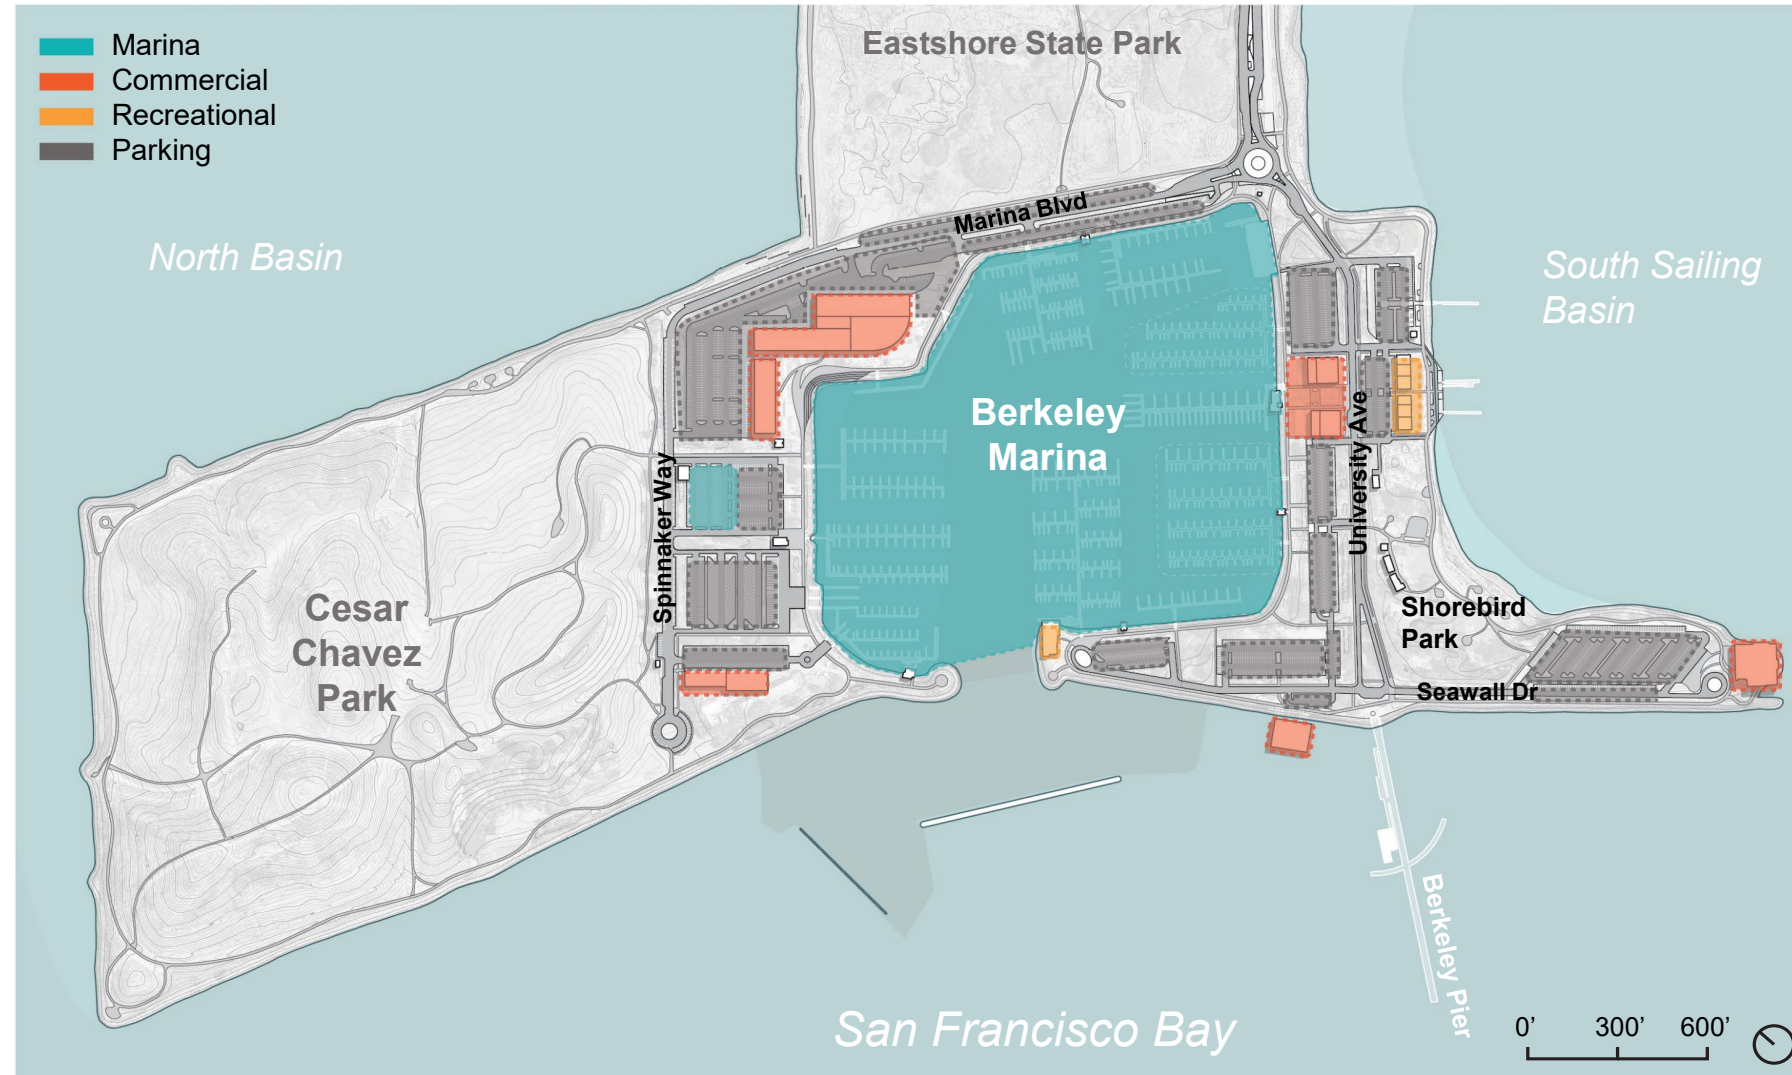 Marina
Commercial
Recreational
Parking
Eastshore State Park
Marina Blvd
North Basin
South Sailing
Basin
Berkeley
Marina
University Ave
Spinnaker Way
Cesar
Chavez
Park
Shorebird
Park
Seawall Dr
Berkeley Pier
San Francisco Bay
0' 300' 600'